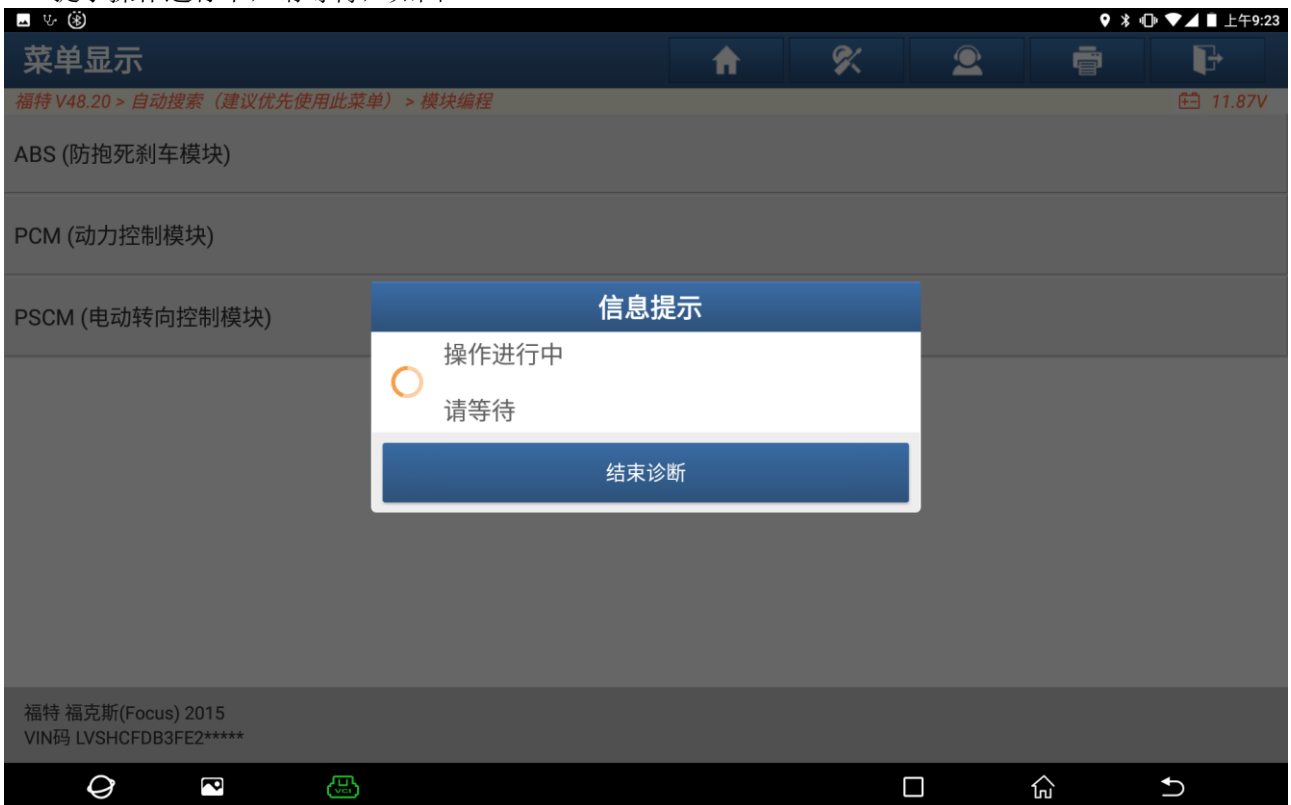 上午9:23
菜单显示
福特 V48.20 > 自动搜索（建议优先使用此菜单）> 模块编程
11.87V
ABS (防抱死刹车模块)
PCM (动力控制模块)
PSCM (电动转向控制模块)
信息提示
操作进行中
请等待
结束诊断
福特 福克斯(Focus) 2015
VIN码 LVSHCFDB3FE2*****
VCI